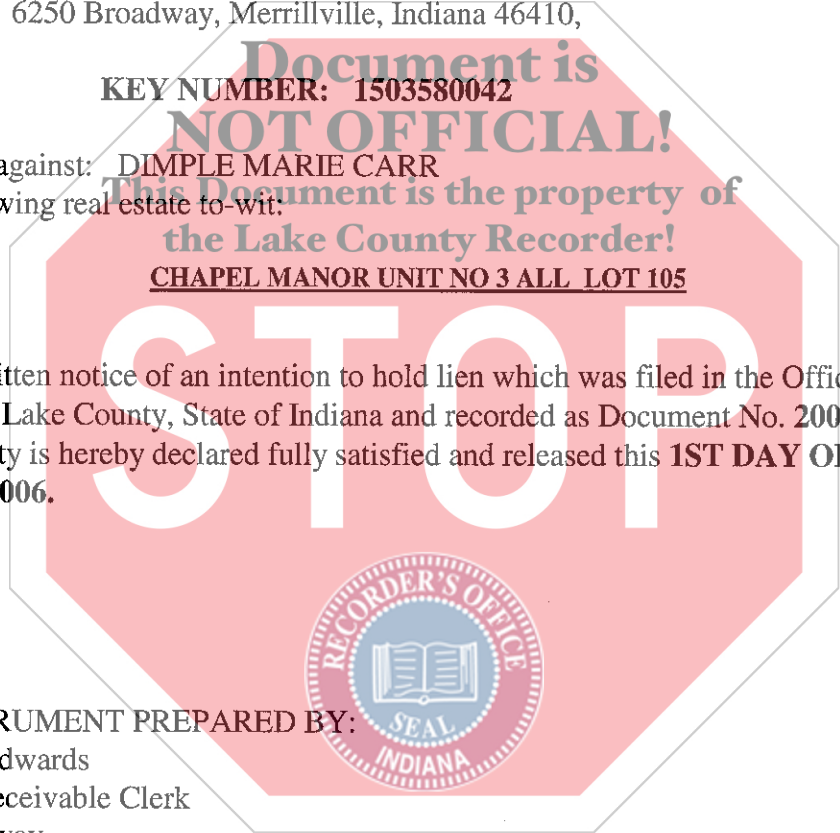 6250 Broadway, Merrillville, Indiana 46410,
Document is
KEY NUMBER: 1503580042
NOT OFFICIAL!
against: DIMPLE MARIE CARR
This Document is the property of
wing real estate to-wit:
the Lake County Recorder!
CHAPEL MANOR UNIT NO 3 ALL LOT 105
STOP
itten notice of an intention to hold lien which was filed in the Offic
Lake County, State of Indiana and recorded as Document No. 200
ty is hereby declared fully satisfied and released this 1ST DAY OF
006.
RECORDER'S OFFICE
SEAL
INDIANA
RUMENT PREPARED BY:
dwards
eceivable Clerk